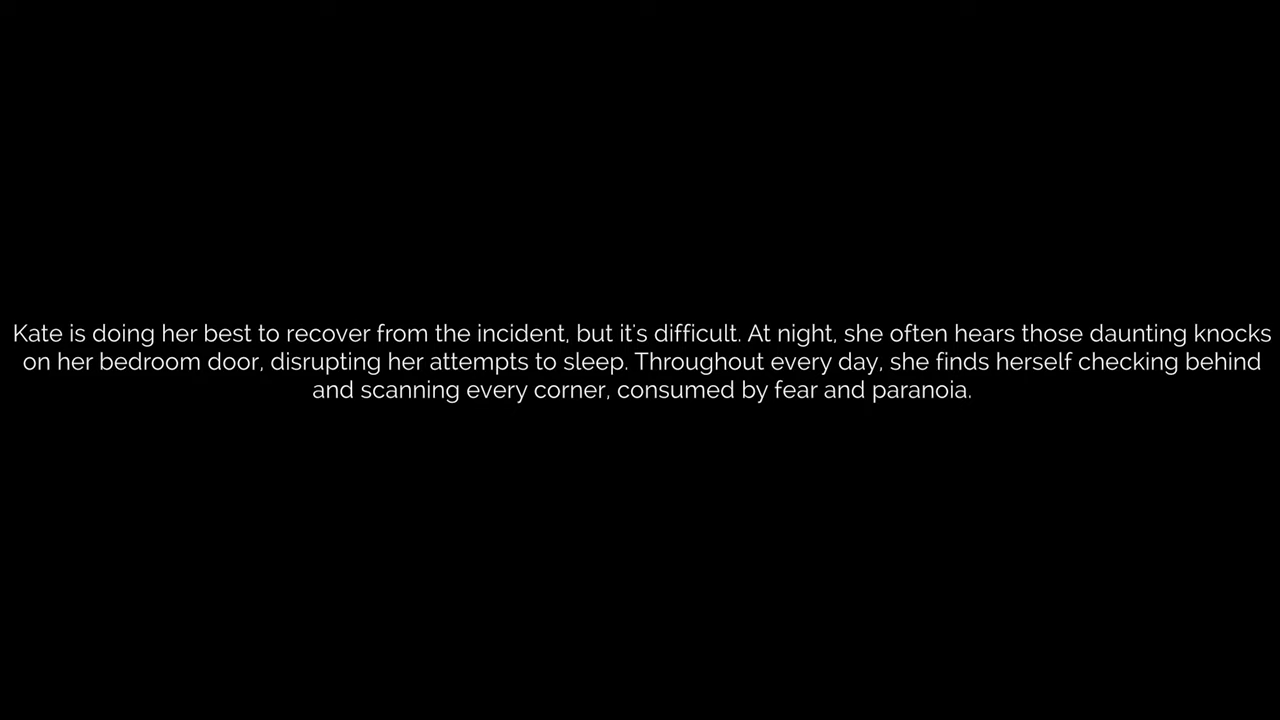 Kate is doing her best to recover from the incident, but it's difficult. At night, she often hears those daunting knocks
on her bedroom door, disrupting her attempts to sleep. Throughout every day, she finds herself checking behind
and scanning every corner, consumed by fear and paranoia.